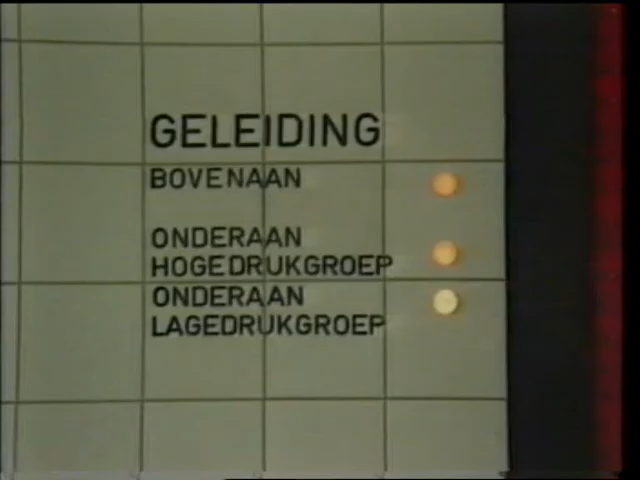 GELEIDING
BOVENAAN
ONDERAAN
HOGEDRUKGROEP
ONDERAAN
LAGEDRUKGROEP